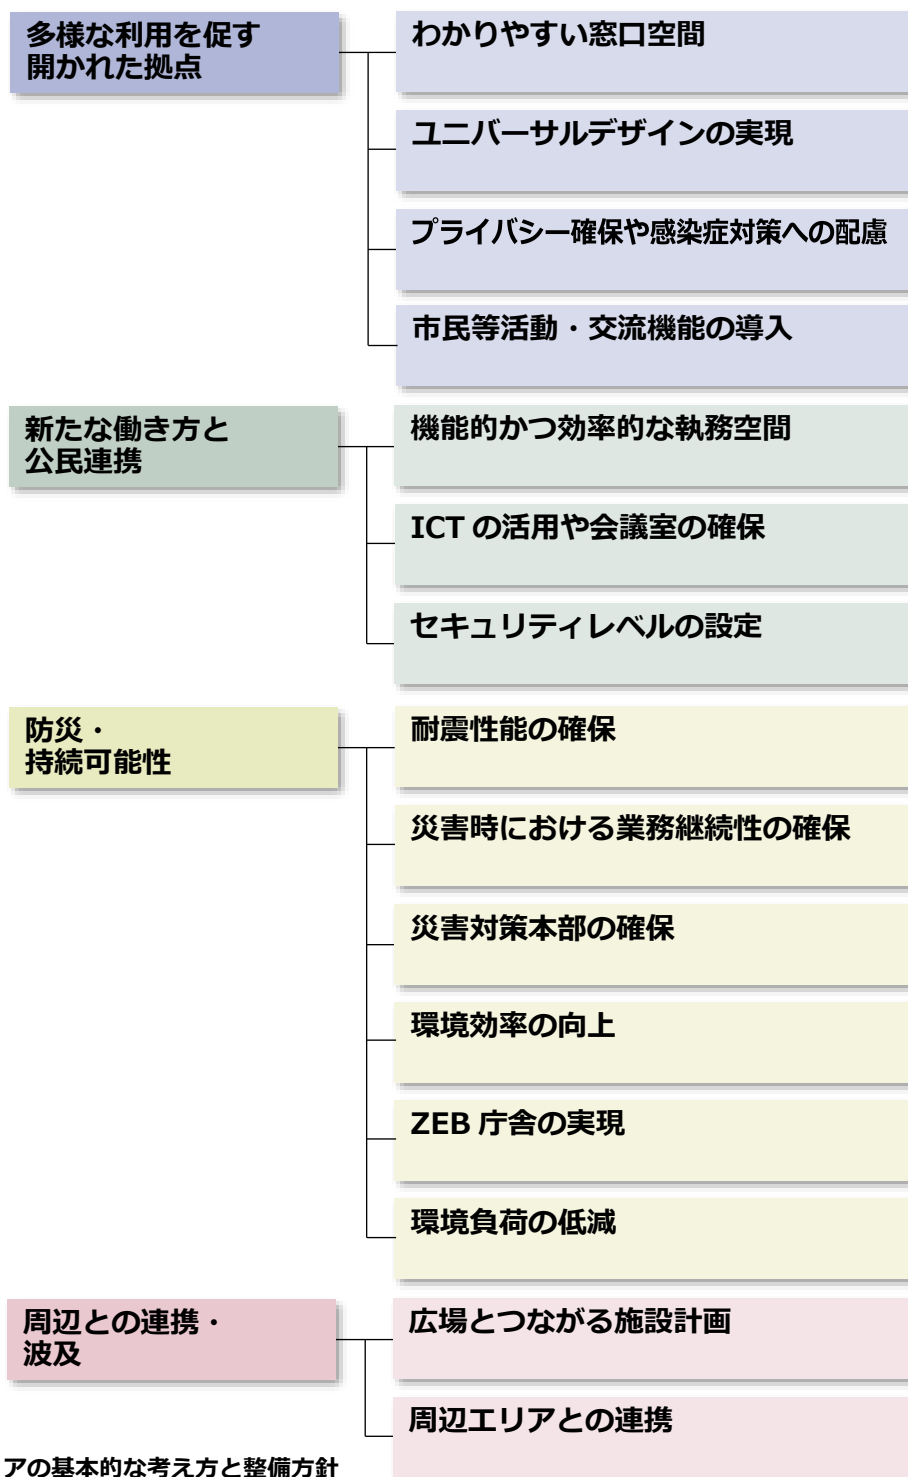 多様な利用を促す
開かれた拠点
わかりやすい窓口空間
ユニバーサルデザインの実現
プライバシー確保や感染症対策への配慮
市民等活動・交流機能の導入
新たな働き方と
公民連携
機能的かつ効率的な執務空間
ICT の活用や会議室の確保
セキュリティレベルの設定
防災・
持続可能性
耐震性能の確保
災害時における業務継続性の確保
災害対策本部の確保
環境効率の向上
ZEB 庁舎の実現
環境負荷の低減
周辺との連携・
波及
広場とつながる施設計画
周辺エリアとの連携
アの基本的な考え方と整備方針